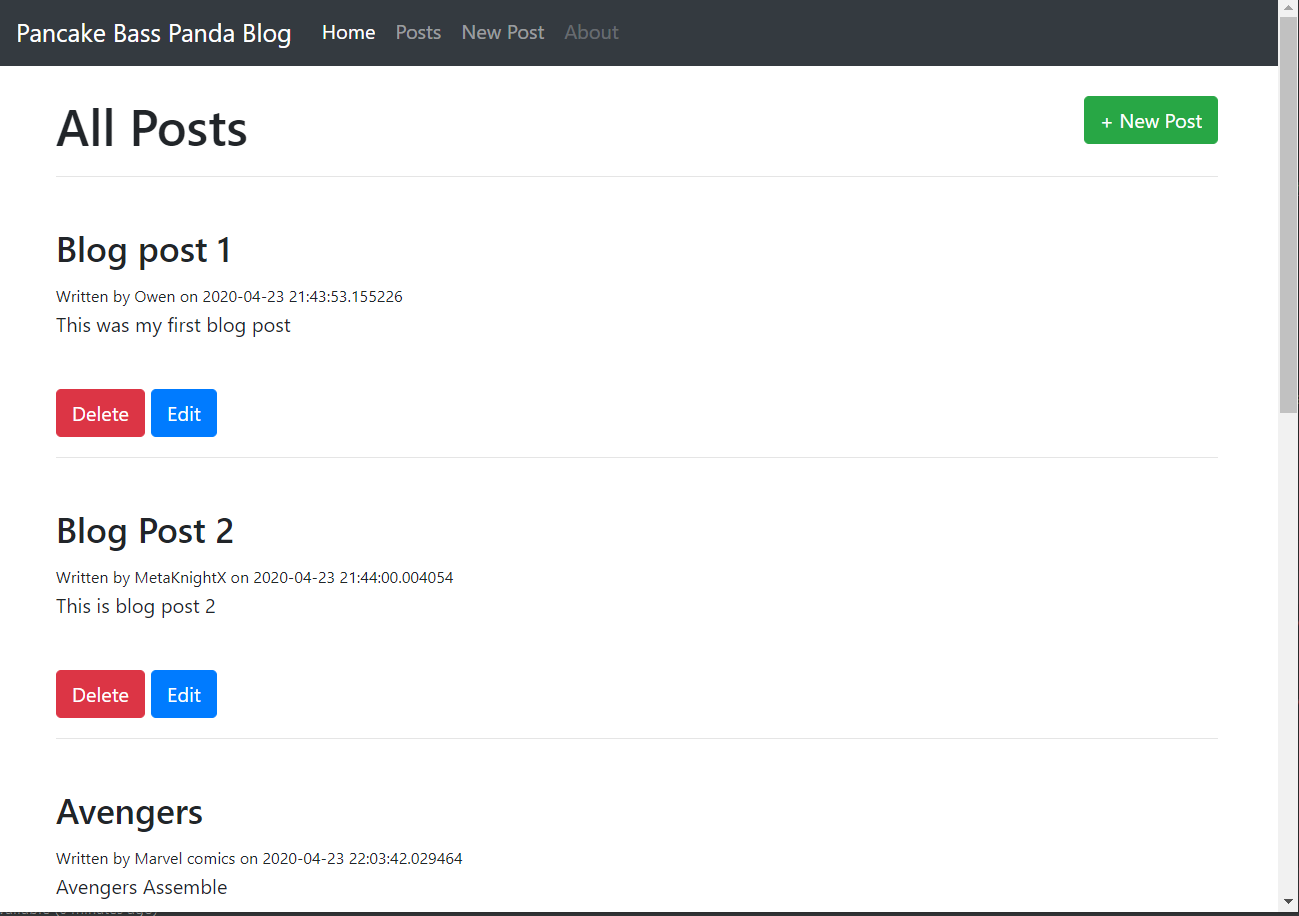 Pancake Bass Panda Blog Home Posts New Post About
All Posts
+ New Post
Blog post 1
Written by Owen on 2020-04-23 21:43:53.155226
This was my first blog post
Delete Edit
Blog Post 2
Written by MetaKnightX on 2020-04-23 21:44:00.004054
This is blog post 2
Delete Edit
Avengers
Written by Marvel comics on 2020-04-23 22:03:42.029464
Avengers Assemble